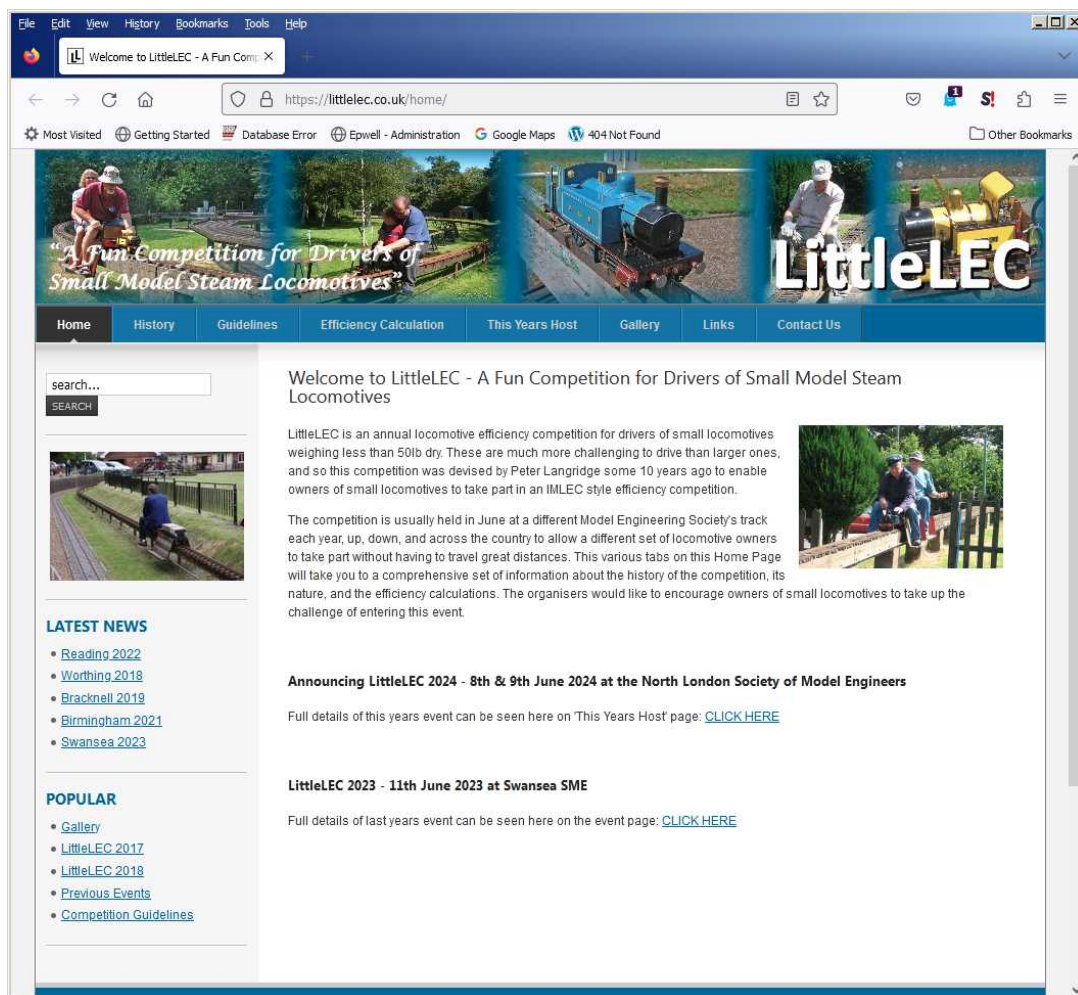 File Edit View History Bookmarks Tools Help
LL Welcome to LittleLEC - A Fun Comp
https://littlelec.co.uk/home/
1
S!
Most Visited Getting Started Database Error Epwell - Administration Google Maps 404 Not Found Other Bookmarks
"A Fun Competition for Drivers of
Small Model Steam Locomotives"
LittleLEC
Home History Guidelines Efficiency Calculation This Years Host Gallery Links Contact Us
search...
SEARCH
LATEST NEWS
Reading 2022
Worthing 2018
Bracknell 2019
Birmingham 2021
Swansea 2023
POPULAR
Gallery
LittleLEC 2017
LittleLEC 2018
Previous Events
Competition Guidelines
Welcome to LittleLEC - A Fun Competition for Drivers of Small Model Steam
Locomotives
LittleLEC is an annual locomotive efficiency competition for drivers of small locomotives
weighing less than 50lb dry. These are much more challenging to drive than larger ones,
and so this competition was devised by Peter Langridge some 10 years ago to enable
owners of small locomotives to take part in an IMLEC style efficiency competition.
The competition is usually held in June at a different Model Engineering Society's track
each year, up, down, and across the country to allow a different set of locomotive owners
to take part without having to travel great distances. This various tabs on this Home Page
will take you to a comprehensive set of information about the history of the competition, its
nature, and the efficiency calculations. The organisers would like to encourage owners of small locomotives to take up the
challenge of entering this event.
Announcing LittleLEC 2024 - 8th & 9th June 2024 at the North London Society of Model Engineers
Full details of this years event can be seen here on 'This Years Host' page: CLICK HERE
LittleLEC 2023 - 11th June 2023 at Swansea SME
Full details of last years event can be seen here on the event page: CLICK HERE